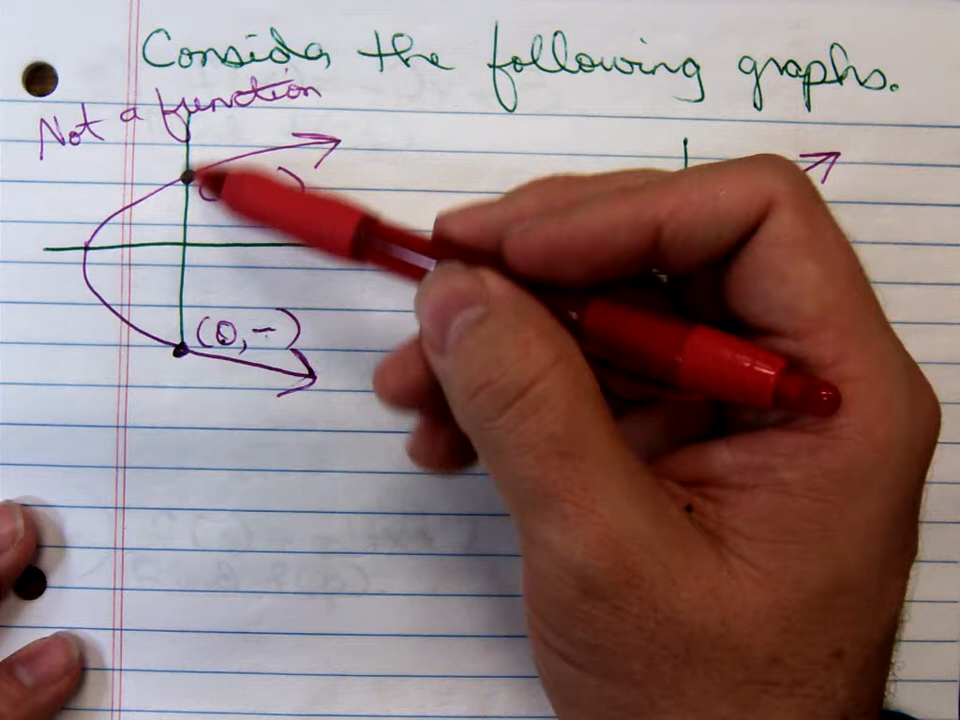 Consider the following graphs.
Not a function
(0, -)